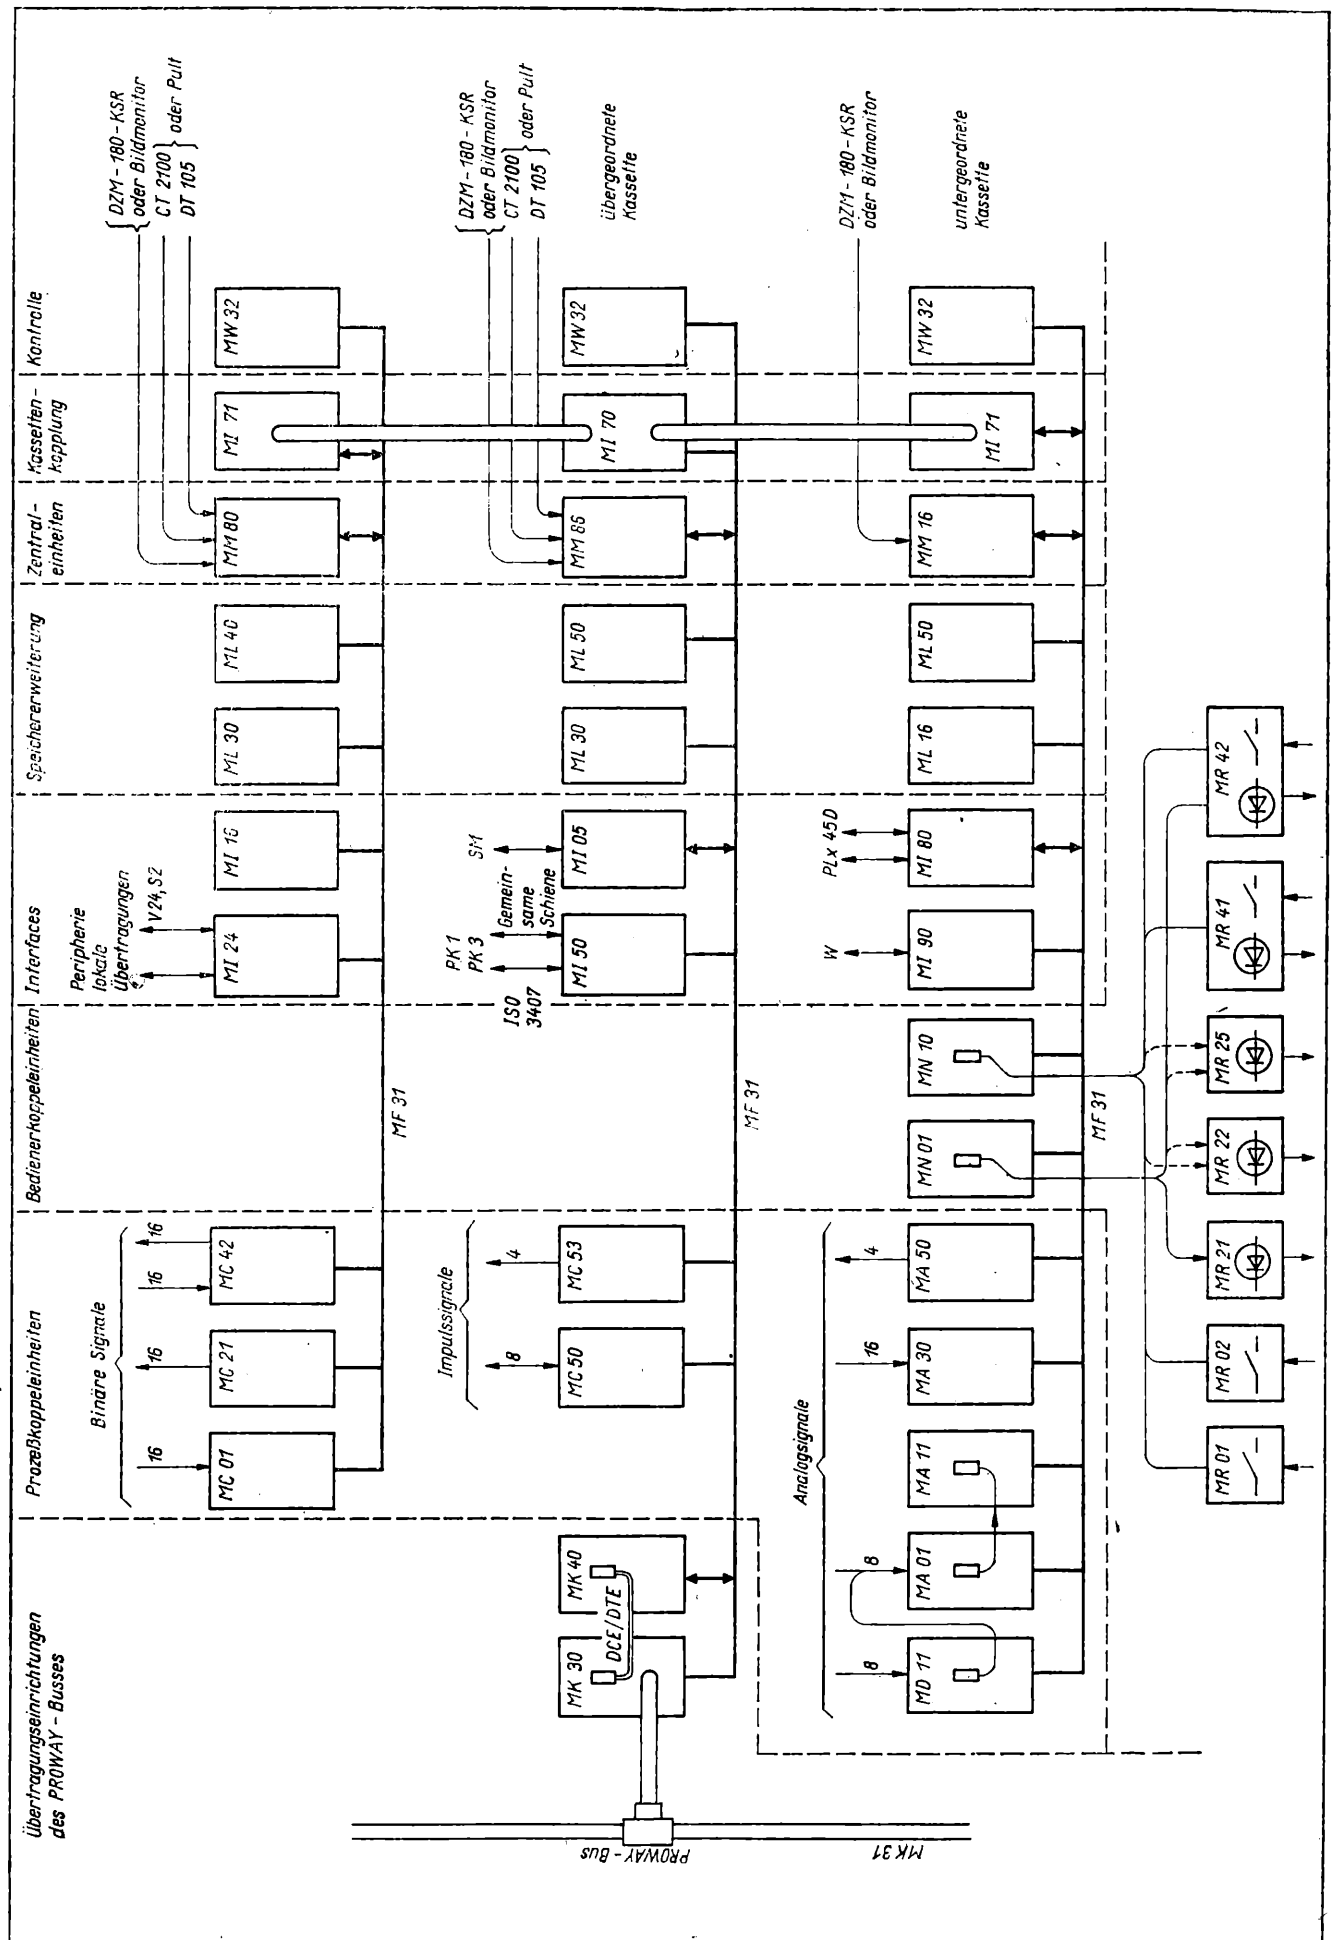 Übertragungseinrichtungen
des PROWAY - Busses
Prozeßkoppeleinheiten
Bedienerkoppeleinheiten
Interfaces
Speichererweiterung
Zentral-
einheiten
Kassetten-
kopplung
Kontrolle
Binäre Signale
16
16
16
16
MC 01
MC 21
MC 42
Peripherie
lokale
Übertragungen
V24, S2
MI 24
MI 16
ML 30
ML 40
MM 80
MI 71
MW 32
DZM - 180 - KSR
oder Bildmonitor
CT 2100
DT 105
oder Pult
MF 31
Impulssignale
8
4
MK 30
DCE/DTE
MK 40
MC 50
MC 53
ISO
3407
PK 1
PK 3
Gemein-
same
Schiene
SM
MI 50
MI 05
ML 30
ML 50
MM 86
MI 70
MW 32
DZM - 180 - KSR
oder Bildmonitor
CT 2100
DT 105
oder Pult
übergeordnete
Kassette
MF 31
PROWAY - Bus
MK 31
Analogsignale
8
8
16
4
MD 11
MA 01
MA 11
MA 30
MA 50
MN 01
MN 10
W
PLx 45D
MI 90
MI 80
ML 16
ML 50
MM 16
MI 71
MW 32
DZM - 180 - KSR
oder Bildmonitor
untergeordnete
Kassette
MF 31
MR 01
MR 02
MR 21
MR 22
MR 25
MR 41
MR 42